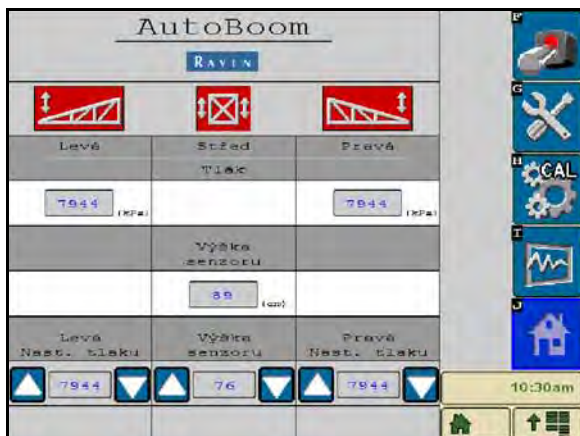 AutoBoom
RAVEN
Levá Střed Pravá
Tlak
7944 (kPa) 7944 (kPa)
Výška
senzoru
89 (cm)
Levá Výška Pravá
Nast. tlaku senzoru Nast. tlaku
7944 76 7944
F
G
H
CAL
I
J
10:30am